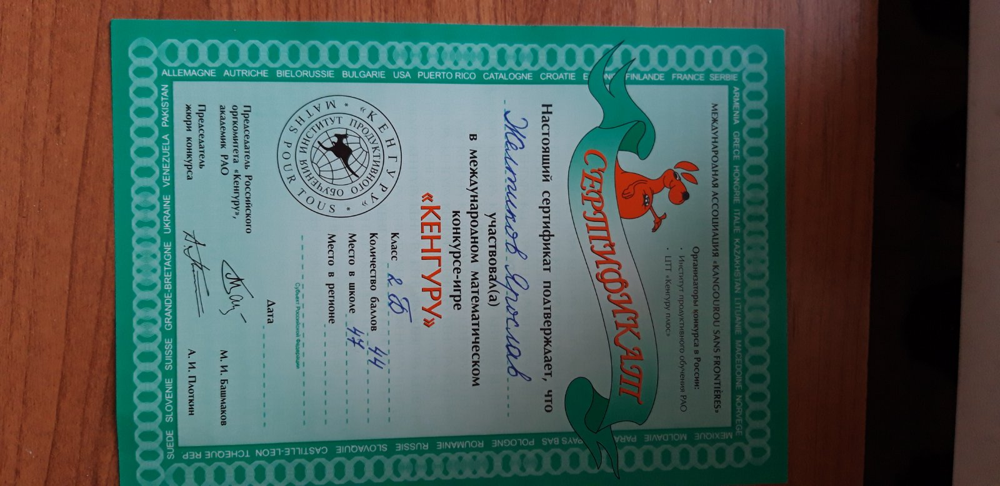 ARMENIA GRECE HONGRIE ITALIE KAZAKHSTAN LITUANIE MACEDOINE NORVEGE
МЕЖДУНАРОДНАЯ АССОЦИАЦИЯ «KANGOUROU SANS FRONTIÈRES»
Организаторы конкурса в России:
• Институт продуктивного обучения РАО
• ЦПТ «Кенгуру плюс»
СЕРТИФИКАТ
Настоящий сертификат подтверждает, что
Желтиков Ярослав
участвовал(а)
в международном математическом
конкурсе-игре
«КЕНГУРУ»
Класс 2 Б
Количество баллов 44
Место в школе 47
Место в регионе
Субъект Российской Федерации
Дата
* «КЕНГУРУ» * MATHS POUR TOUS
ИНСТИТУТ ПРОДУКТИВНОГО ОБУЧЕНИЯ
Председатель Российского
оргкомитета «Кенгуру»,
академик РАО
М. И. Башмаков
Председатель
жюри конкурса
А. И. Плоткин
ALLEMAGNE AUTRICHE BIELORUSSIE BULGARIE USA PUERTO RICO CATALOGNE CROATIE FINLANDE FRANCE SERBIE
MEXIQUE MOLDAVIE PAYS BAS POLOGNE ROUMANIE RUSSIE SLOVAQUIE CASTILLE-LEON TCHEQUE REP
SUEDE SLOVENIE SUISSE GRANDE-BRETAGNE UKRAINE VENEZUELA PAKISTAN